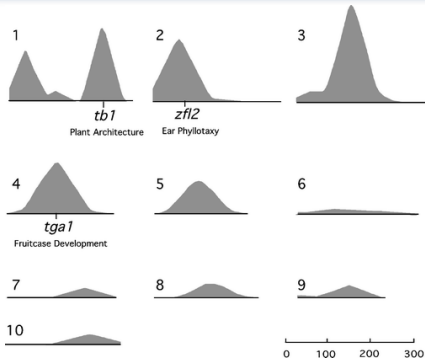 1
2
3
tb1
zfl2
Plant Architecture
Ear Phyllotaxy
4
5
6
tga1
Fruitcase Development
7
8
9
10
0 100 200 300